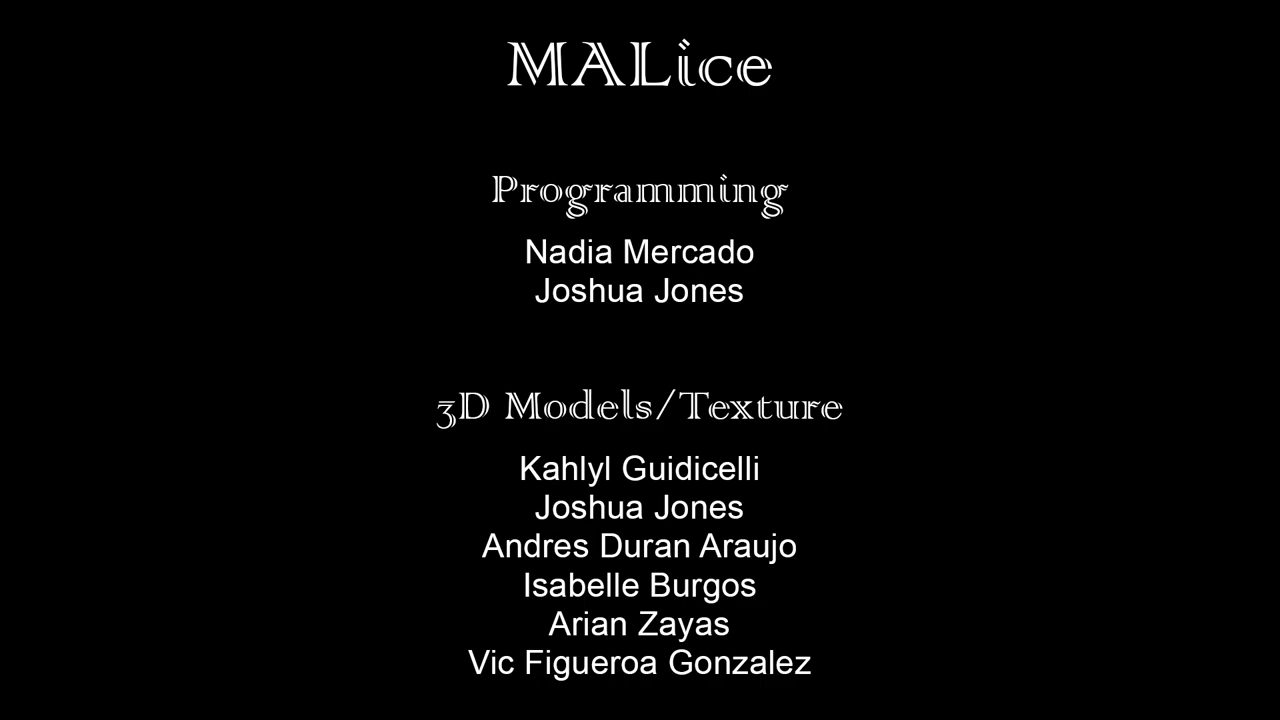 MALice
Programming
Nadia Mercado
Joshua Jones
3D Models/Texture
Kahlyl Guidicelli
Joshua Jones
Andres Duran Araujo
Isabelle Burgos
Arian Zayas
Vic Figueroa Gonzalez